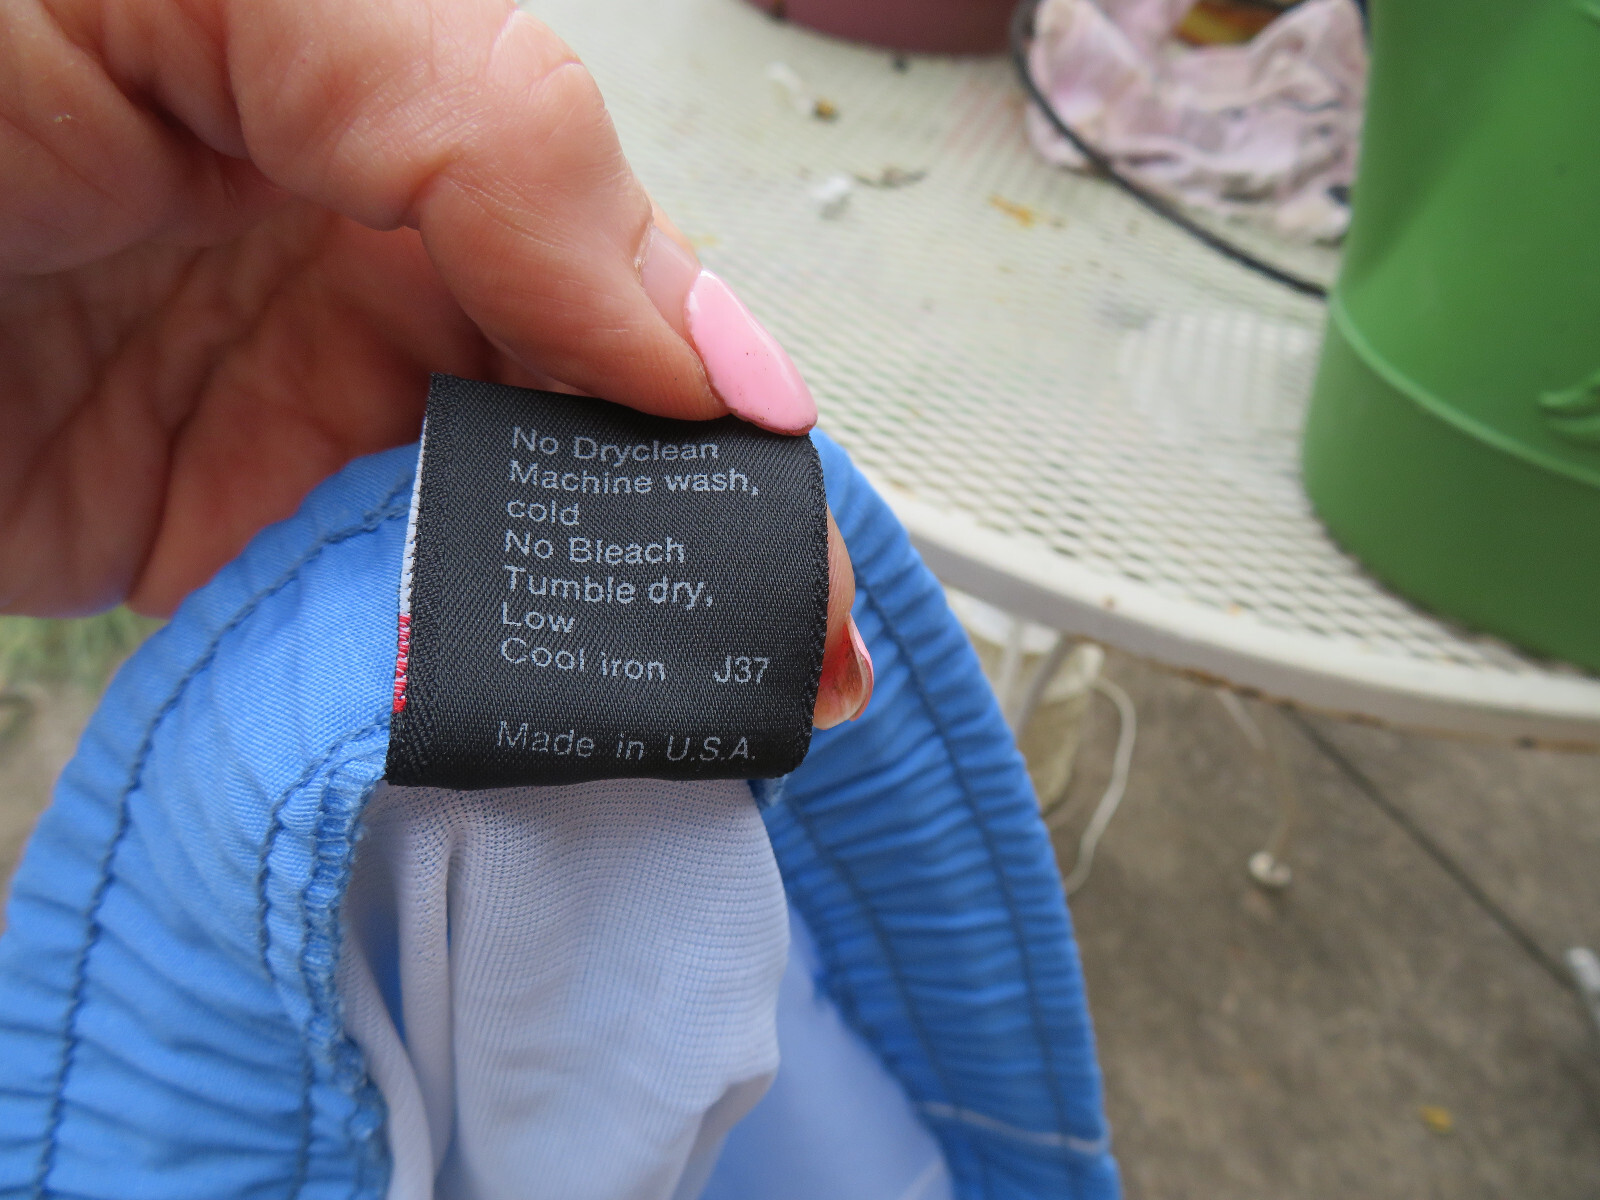 No Dryclean
Machine wash,
cold
No Bleach
Tumble dry,
Low
Cool iron J37
Made in U.S.A.